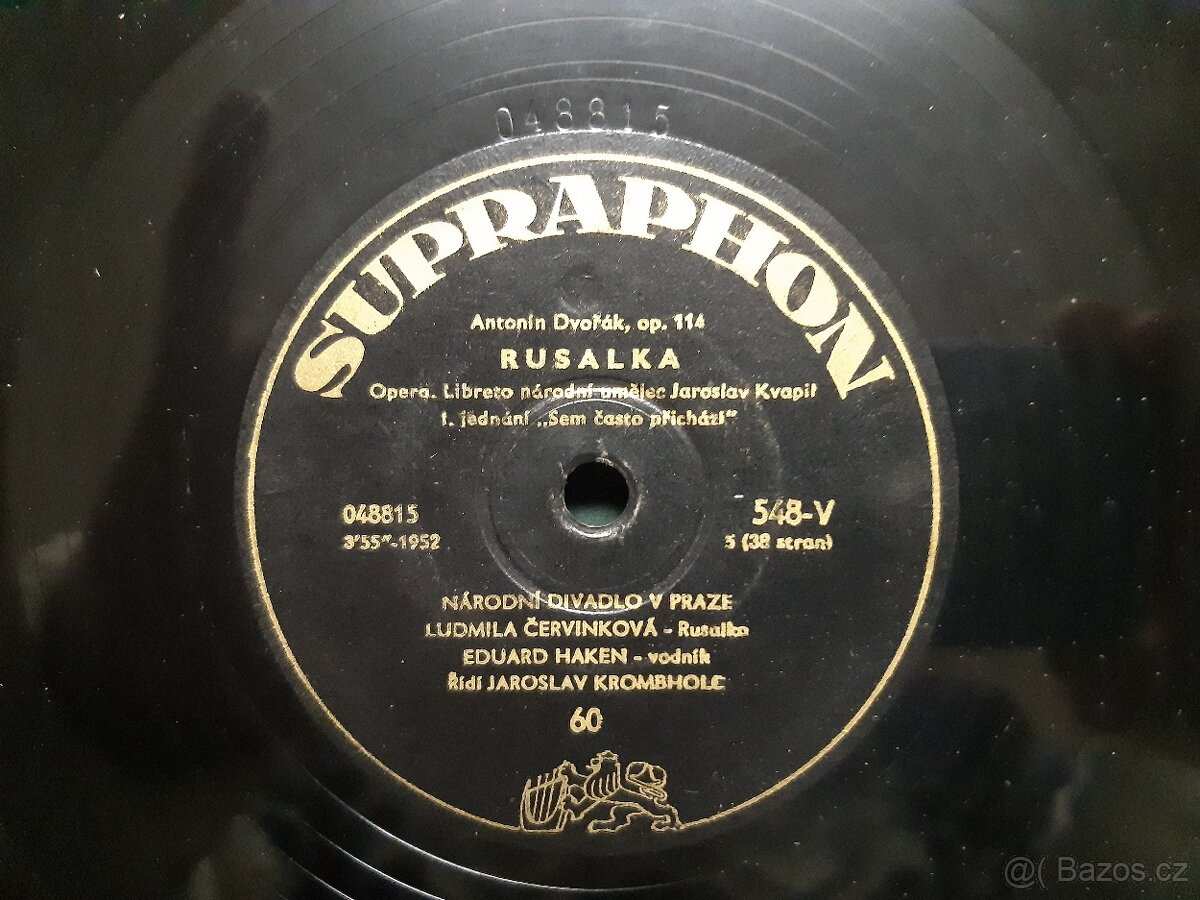 048815
SUPRAPHON
Antonín Dvořák, op. 114
RUSALKA
Opera. Libreto národní umělec Jaroslav Kvapil
I. jednání „Sem často přichází"
048815
3'55"-1952
548-V
5 (38 stran)
NÁRODNÍ DIVADLO V PRAZE
LUDMILA ČERVINKOVÁ - Rusalka
EDUARD HAKEN - vodník
Řídí JAROSLAV KROMBHOLC
60
@( Bazos.cz